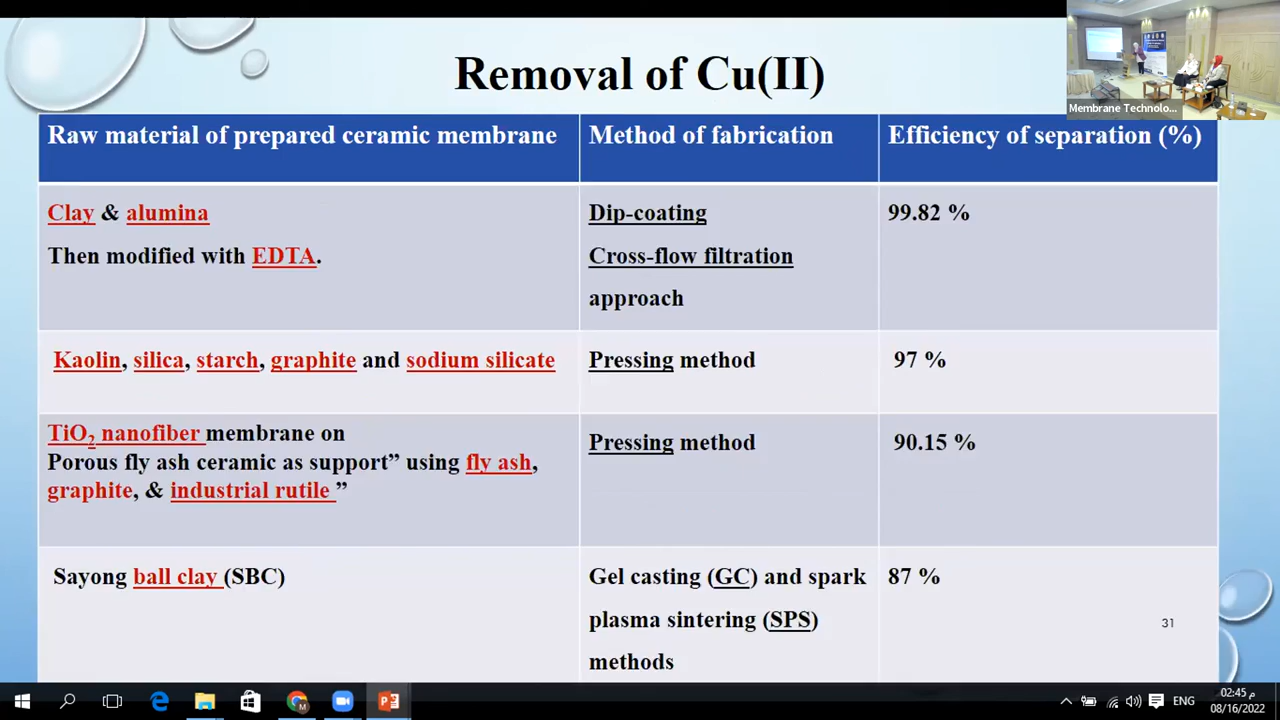 Removal of Cu(II)
Membrane Technolo...
Raw material of prepared ceramic membrane
Method of fabrication
Efficiency of separation (%)
Clay & alumina
Then modified with EDTA.
Dip-coating
Cross-flow filtration
approach
99.82 %
Kaolin, silica, starch, graphite and sodium silicate
Pressing method
97 %
TiO₂ nanofiber membrane on
Porous fly ash ceramic as support” using fly ash,
graphite, & industrial rutile ”
Pressing method
90.15 %
Sayong ball clay (SBC)
Gel casting (GC) and spark
plasma sintering (SPS)
methods
87 %
31
ENG
02:45 م
08/16/2022